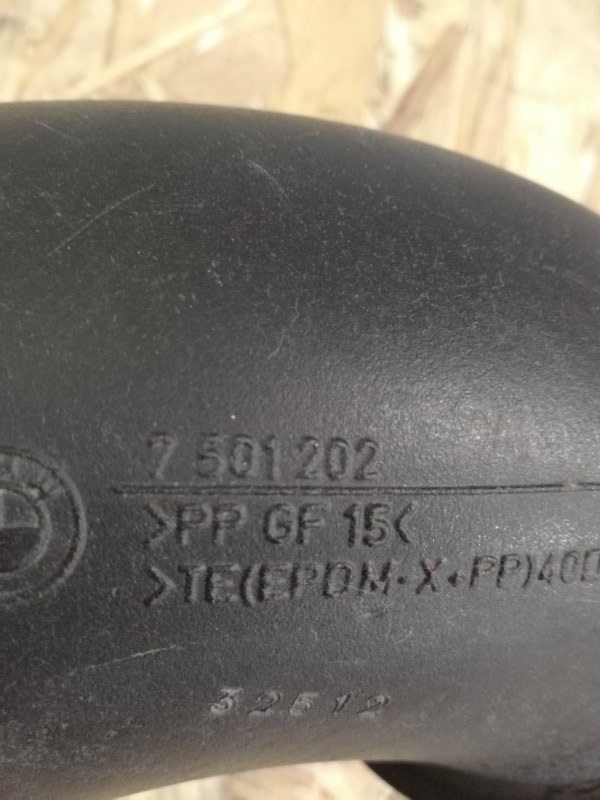 7 501 202
>PP GF 15<
>TE(EPDM-X+PP)40D
32512